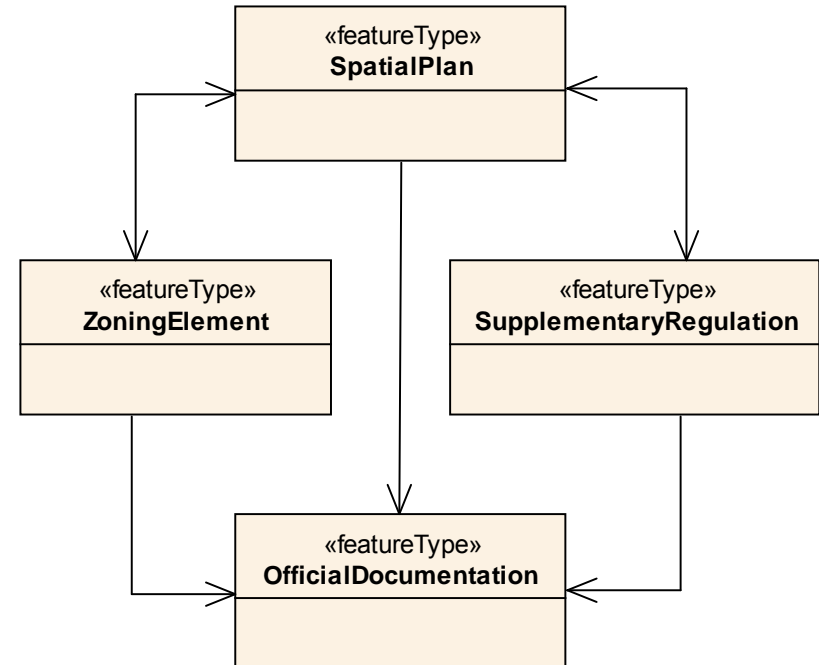 «featureType»
SpatialPlan
«featureType»
ZoningElement
«featureType»
SupplementaryRegulation
«featureType»
OfficialDocumentation